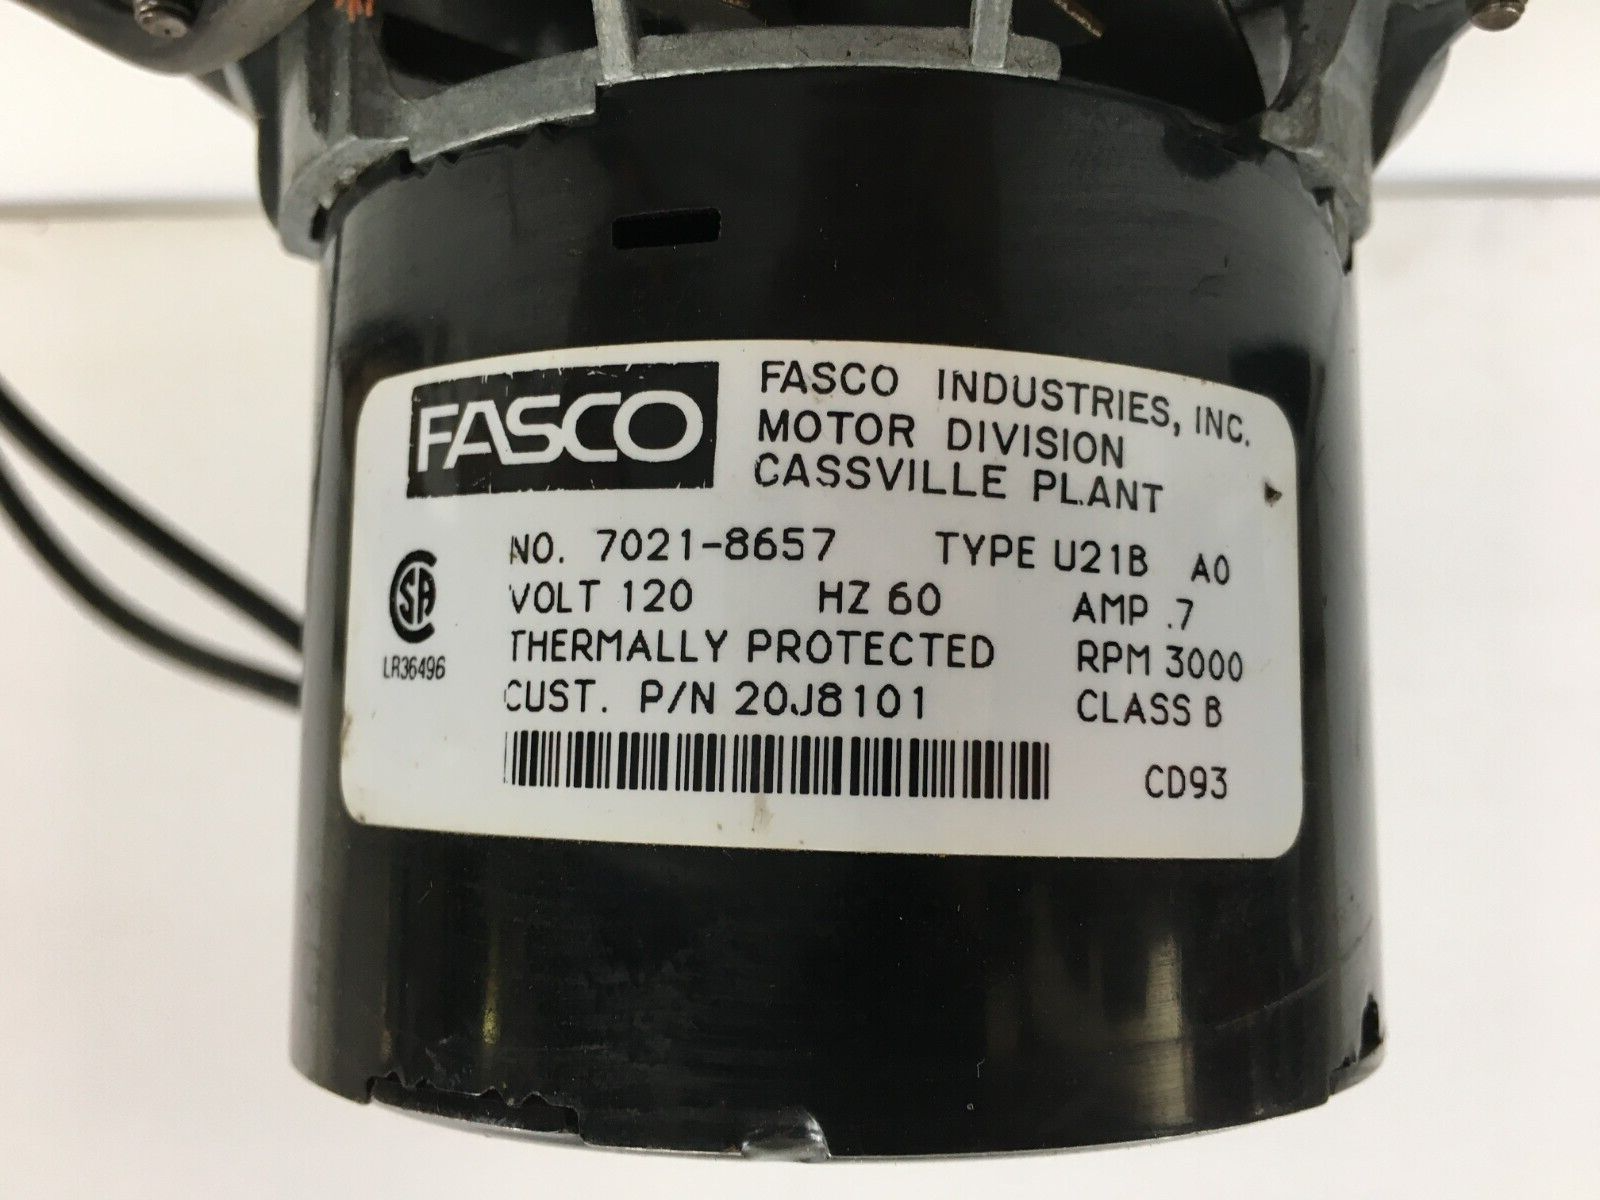 FASCO
FASCO INDUSTRIES, INC.
MOTOR DIVISION
CASSVILLE PLANT
NO. 7021-8657 TYPE U21B A0
VOLT 120 HZ 60 AMP .7
THERMALLY PROTECTED RPM 3000
CUST. P/N 20J8101 CLASS B
CD93
SA
LR36496